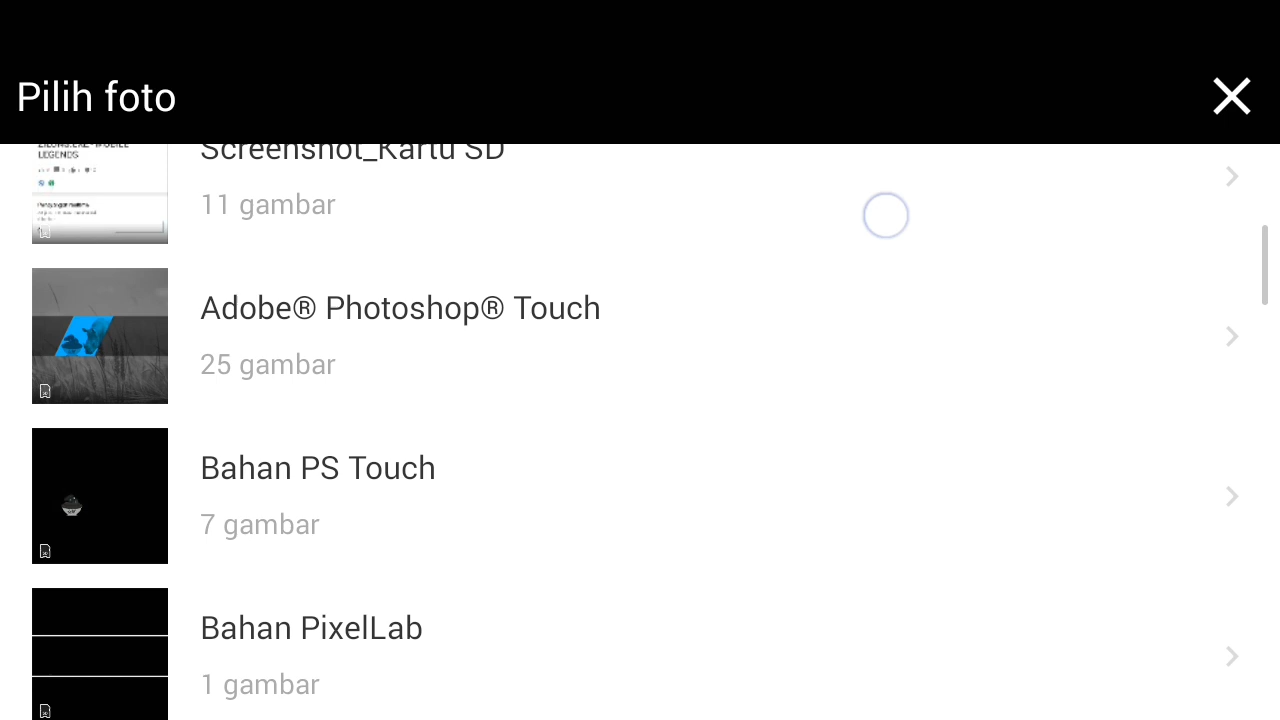 Pilih foto
LEGENDS
Screenshot_Kartu SD
11 gambar
Adobe® Photoshop® Touch
25 gambar
Bahan PS Touch
7 gambar
Bahan PixelLab
1 gambar